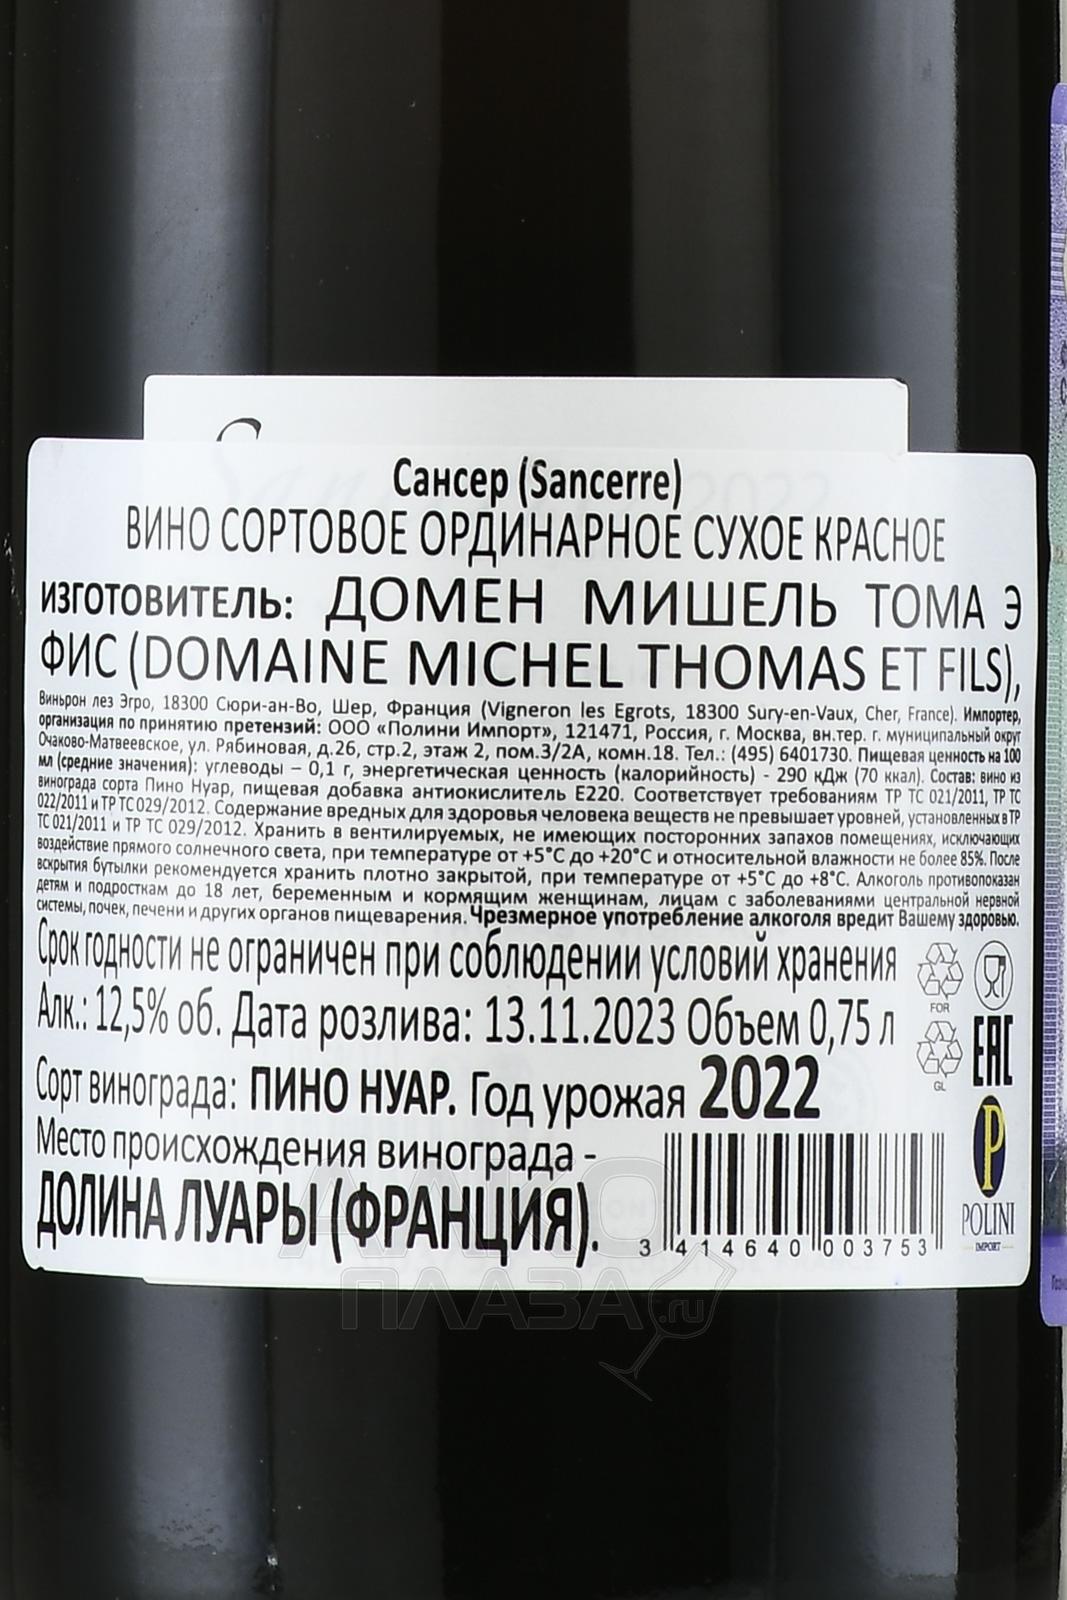 Сансер (Sancerre)
ВИНО СОРТОВОЕ ОРДИНАРНОЕ СУХОЕ КРАСНОЕ
ИЗГОТОВИТЕЛЬ: ДОМЕН МИШЕЛЬ ТОМА Э
ФИС (DOMAINE MICHEL THOMAS ET FILS),
Виньрон лез Эгро, 18300 Сюри-ан-Во, Шер, Франция (Vigneron les Egrots, 18300 Sury-en-Vaux, Cher, France). Импортер,
организация по принятию претензий: ООО «Полини Импорт», 121471, Россия, г. Москва, вн.тер. г. муниципальный округ
Очаково-Матвеевское, ул. Рябиновая, д.26, стр.2, этаж 2, пом.3/2А, комн.18. Тел.: (495) 6401730. Пищевая ценность на 100
мл (средние значения): углеводы – 0,1 г, энергетическая ценность (калорийность) - 290 кДж (70 ккал). Состав: вино из
винограда сорта Пино Нуар, пищевая добавка антиокислитель Е220. Соответствует требованиям ТР ТС 021/2011, ТР ТС
022/2011 и ТР ТС 029/2012. Содержание вредных для здоровья человека веществ не превышает уровней, установленных в ТР
ТС 021/2011 и ТР ТС 029/2012. Хранить в вентилируемых, не имеющих посторонних запахов помещениях, исключающих
воздействие прямого солнечного света, при температуре от +5°С до +20°С и относительной влажности не более 85%. После
вскрытия бутылки рекомендуется хранить плотно закрытой, при температуре от +5°С до +8°С. Алкоголь противопоказан
детям и подросткам до 18 лет, беременным и кормящим женщинам, лицам с заболеваниями центральной нервной
системы, почек, печени и других органов пищеварения. Чрезмерное употребление алкоголя вредит Вашему здоровью.
Срок годности не ограничен при соблюдении условий хранения
Алк.: 12,5% об. Дата розлива: 13.11.2023 Объем 0,75 л
FOR
GL
EAC
Сорт винограда: ПИНО НУАР. Год урожая 2022
Место происхождения винограда -
ДОЛИНА ЛУАРЫ (ФРАНЦИЯ).
3 414640 003753
P
POLINI
IMPORT
АЛКО
ПЛАЗА.ru